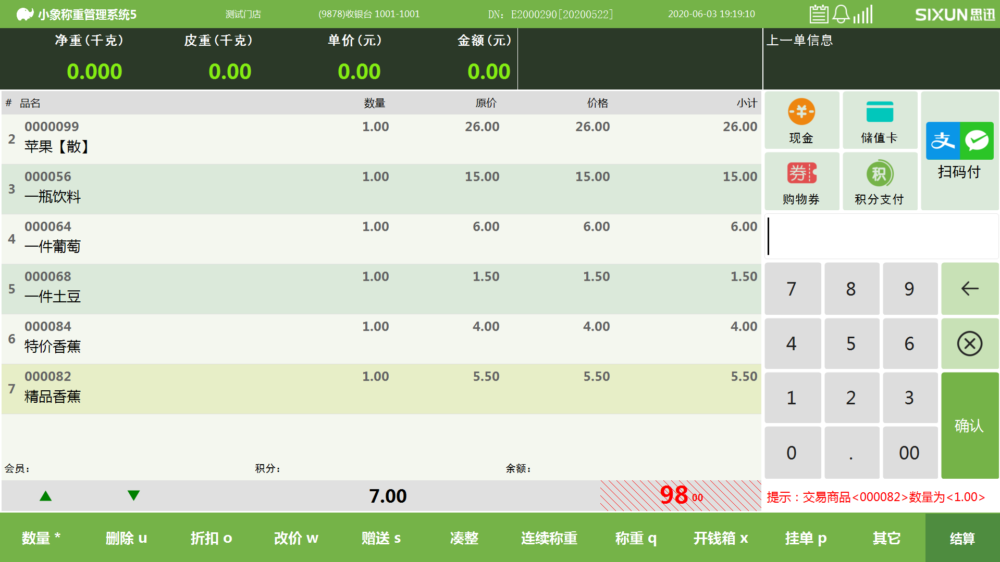 小象称重管理系统5 测试门店 (9878)收银台 1001-1001 DN: E2000290[20200522] 2020-06-03 19:19:10 SIXUN思迅
净重(千克) 皮重(千克) 单价(元) 金额(元) 上一单信息
0.000 0.00 0.00 0.00
# 品名 数量 原价 价格 小计
2 0000099 1.00 26.00 26.00 26.00
苹果【散】
3 000056 1.00 15.00 15.00 15.00
一瓶饮料
4 000064 1.00 6.00 6.00 6.00
一件葡萄
5 000068 1.00 1.50 1.50 1.50
一件土豆
6 000084 1.00 4.00 4.00 4.00
特价香蕉
7 000082 1.00 5.50 5.50 5.50
精品香蕉
会员： 积分： 余额：
7.00 98.00
现金 储值卡
支
扫码付
券 积
购物券 积分支付
7 8 9
4 5 6
1 2 3
确认
0 . 00
提示：交易商品<000082>数量为<1.00>
数量 * 删除 u 折扣 o 改价 w 赠送 s 凑整 连续称重 称重 q 开钱箱 x 挂单 p 其它 结算